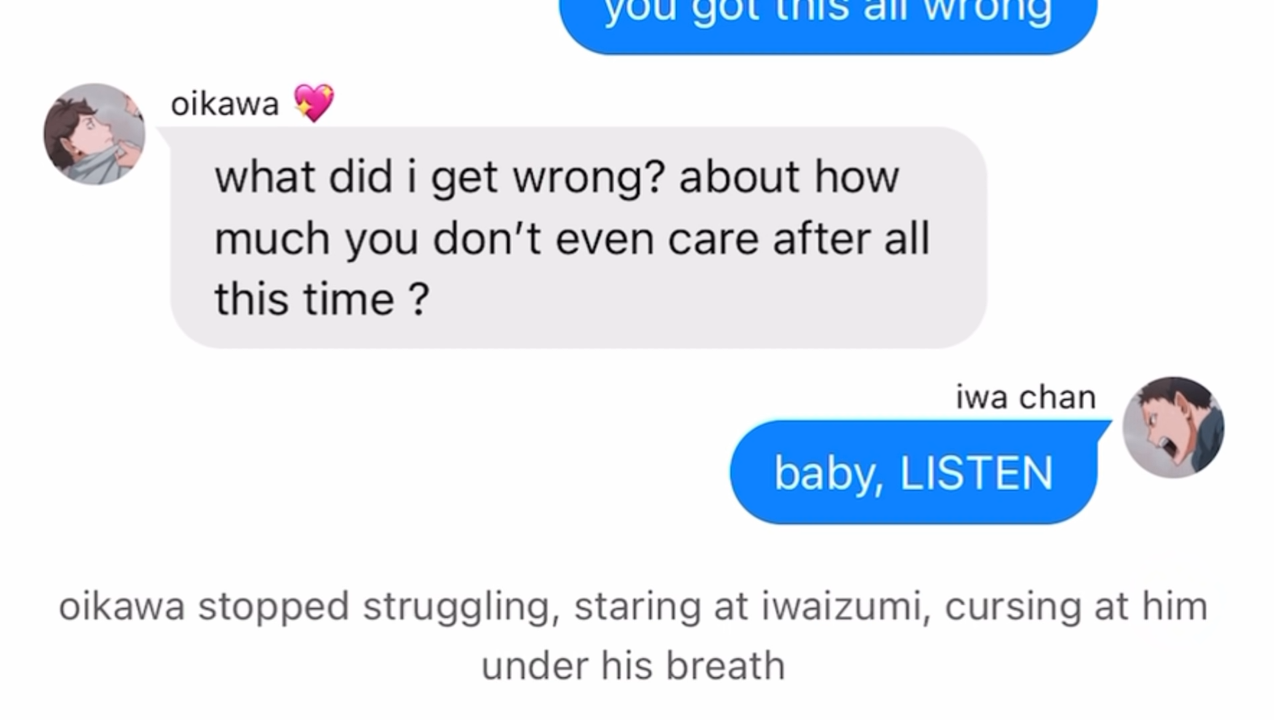 you got this all wrong
oikawa 💖
what did i get wrong? about how
much you don't even care after all
this time ?
iwa chan
baby, LISTEN
oikawa stopped struggling, staring at iwaizumi, cursing at him
under his breath